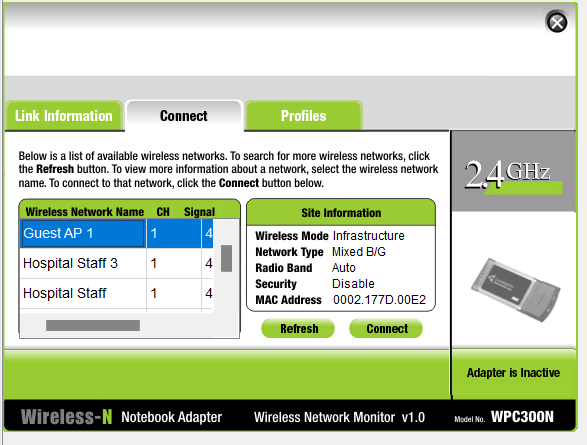 Link Information
Connect
Profiles
Below is a list of available wireless networks. To search for more wireless networks, click
the Refresh button. To view more information about a network, select the wireless network
name. To connect to that network, click the Connect button below.
2.4GHz
Wireless Network Name CH Signal
Guest AP 1 1 4
Hospital Staff 3 1 4
Hospital Staff 1 4
Site Information
Wireless Mode Infrastructure
Network Type Mixed B/G
Radio Band Auto
Security Disable
MAC Address 0002.177D.00E2
Refresh
Connect
Adapter is Inactive
Wireless-N Notebook Adapter Wireless Network Monitor v1.0 Model No. WPC300N